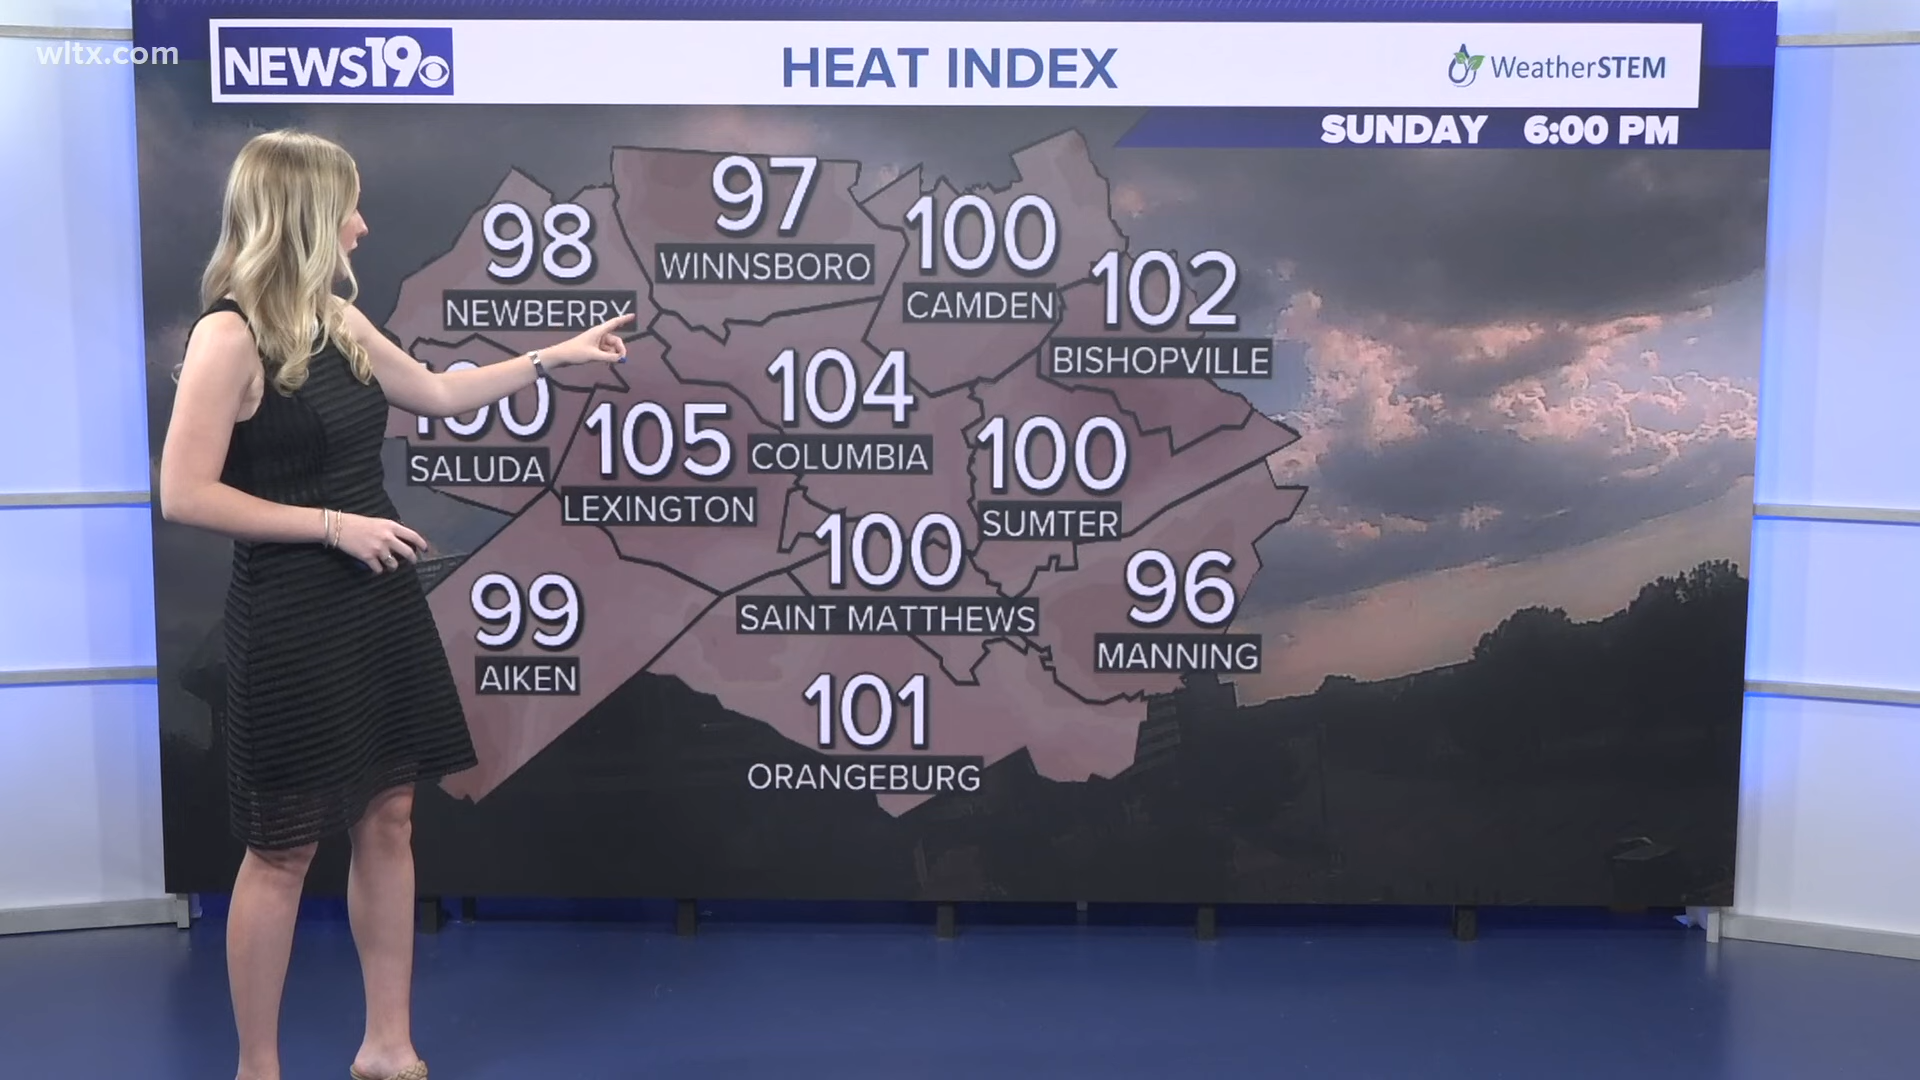 wltx.com
NEWS19
HEAT INDEX
WeatherSTEM
SUNDAY 6:00 PM
97
WINNSBORO
98
NEWBERRY
100
CAMDEN
102
BISHOPVILLE
100
SALUDA
105
LEXINGTON
104
COLUMBIA
100
SUMTER
100
SAINT MATTHEWS
96
MANNING
99
AIKEN
101
ORANGEBURG